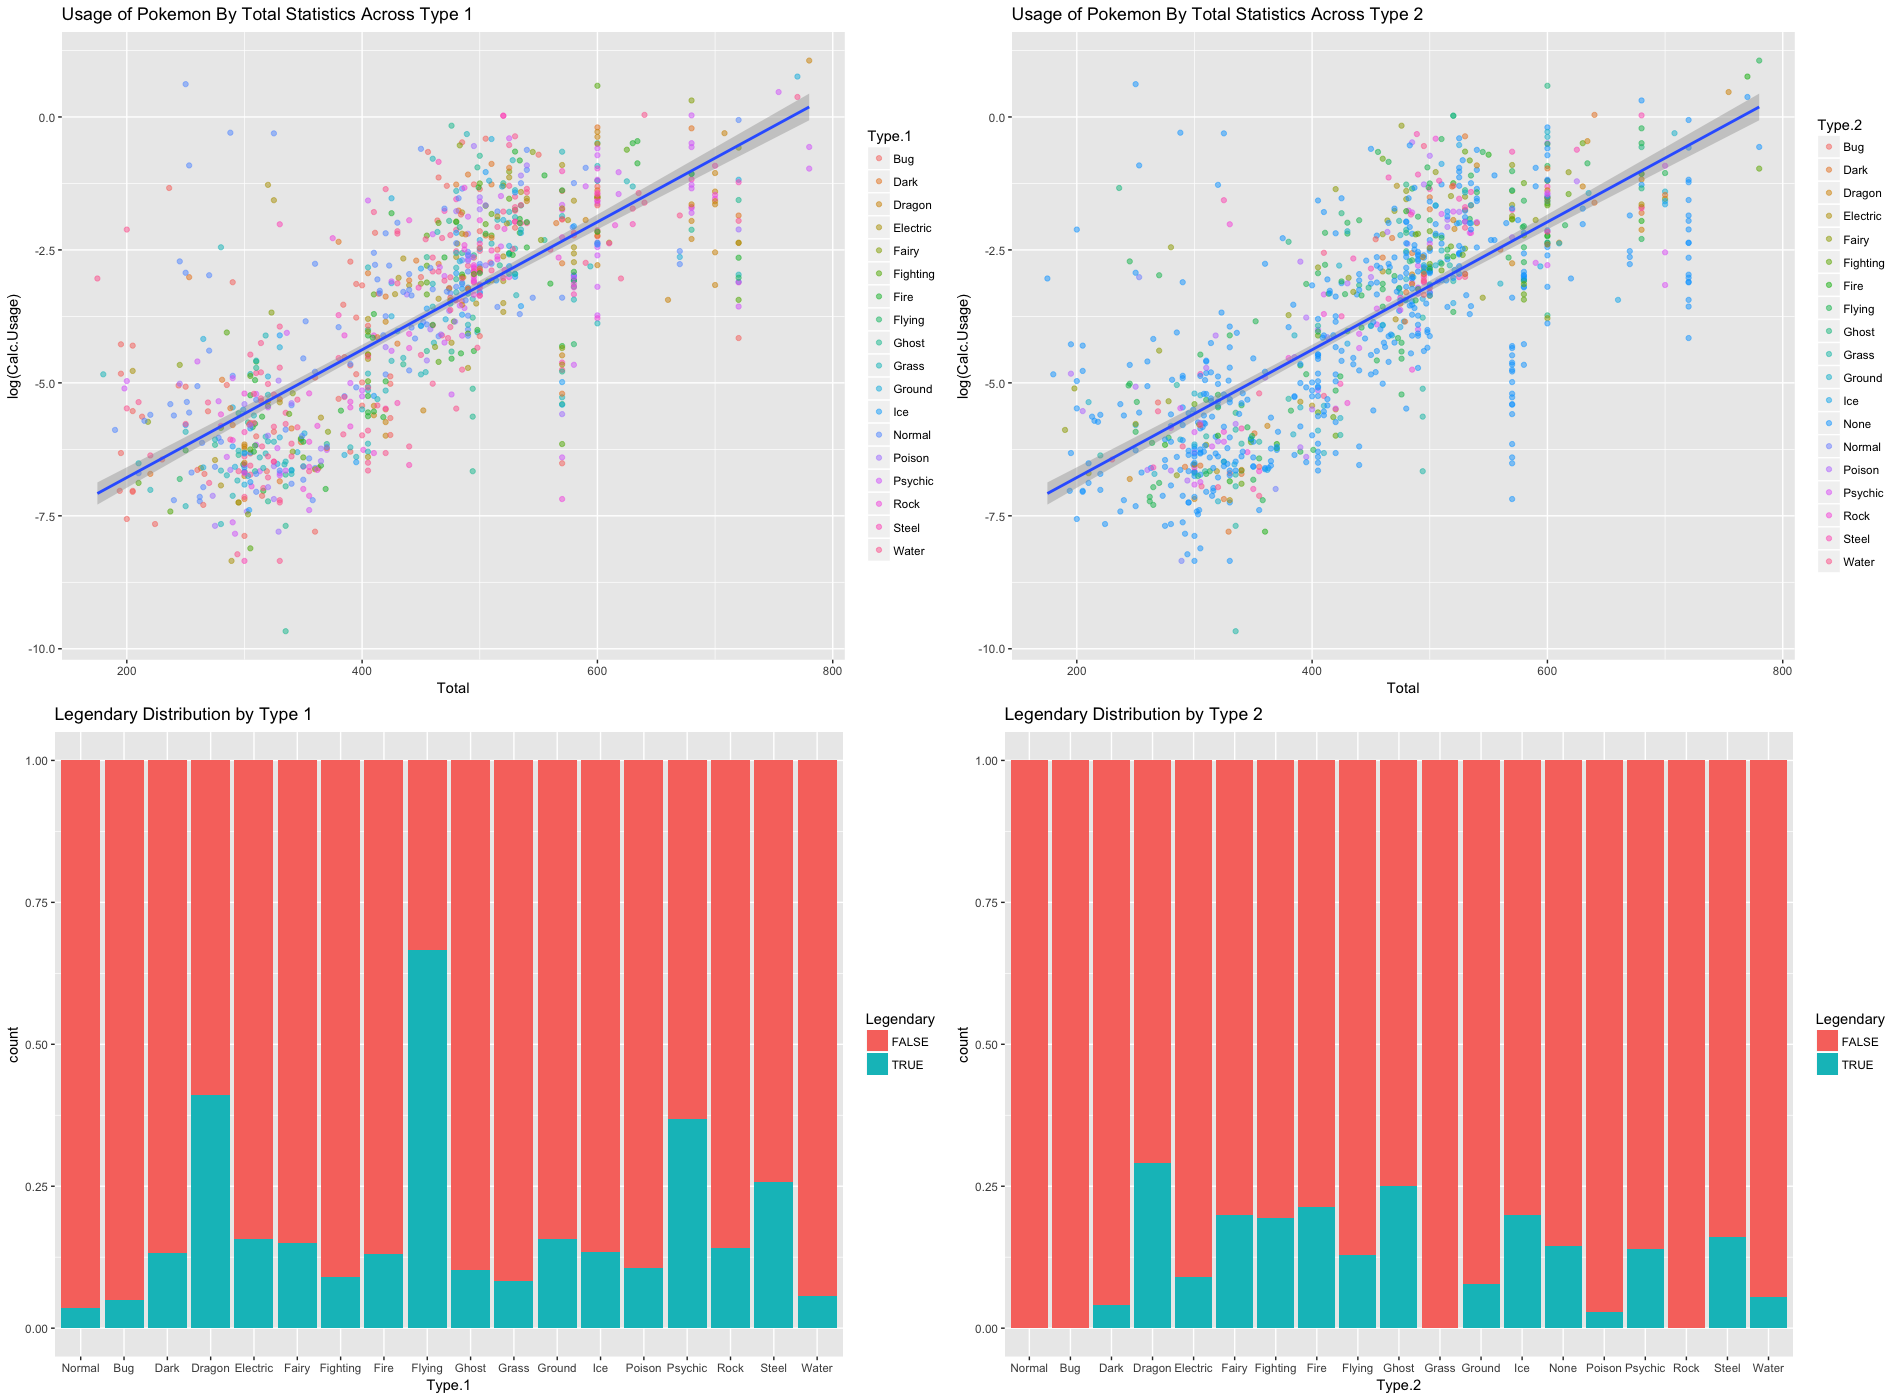 Usage of Pokemon By Total Statistics Across Type 1
log(Calc.Usage)
0.0
-2.5
-5.0
-7.5
-10.0
200 400 600 800
Total
Type.1
Bug
Dark
Dragon
Electric
Fairy
Fighting
Fire
Flying
Ghost
Grass
Ground
Ice
Normal
Poison
Psychic
Rock
Steel
Water
Usage of Pokemon By Total Statistics Across Type 2
log(Calc.Usage)
0.0
-2.5
-5.0
-7.5
-10.0
200 400 600 800
Total
Type.2
Bug
Dark
Dragon
Electric
Fairy
Fighting
Fire
Flying
Ghost
Grass
Ground
Ice
None
Normal
Poison
Psychic
Rock
Steel
Water
Legendary Distribution by Type 1
count
1.00
0.75
0.50
0.25
0.00
Normal Bug Dark Dragon Electric Fairy Fighting Fire Flying Ghost Grass Ground Ice Poison Psychic Rock Steel Water
Type.1
Legendary
FALSE
TRUE
Legendary Distribution by Type 2
count
1.00
0.75
0.50
0.25
0.00
Normal Bug Dark Dragon Electric Fairy Fighting Fire Flying Ghost Grass Ground Ice None Poison Psychic Rock Steel Water
Type.2
Legendary
FALSE
TRUE